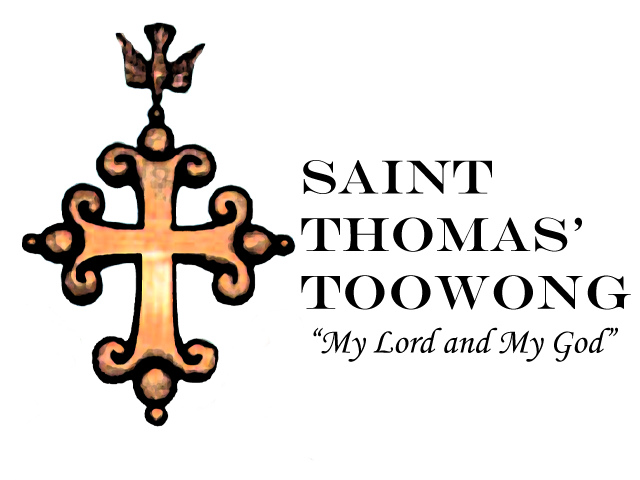 SAINT
THOMAS’
TOOWONG
“My Lord and My God”